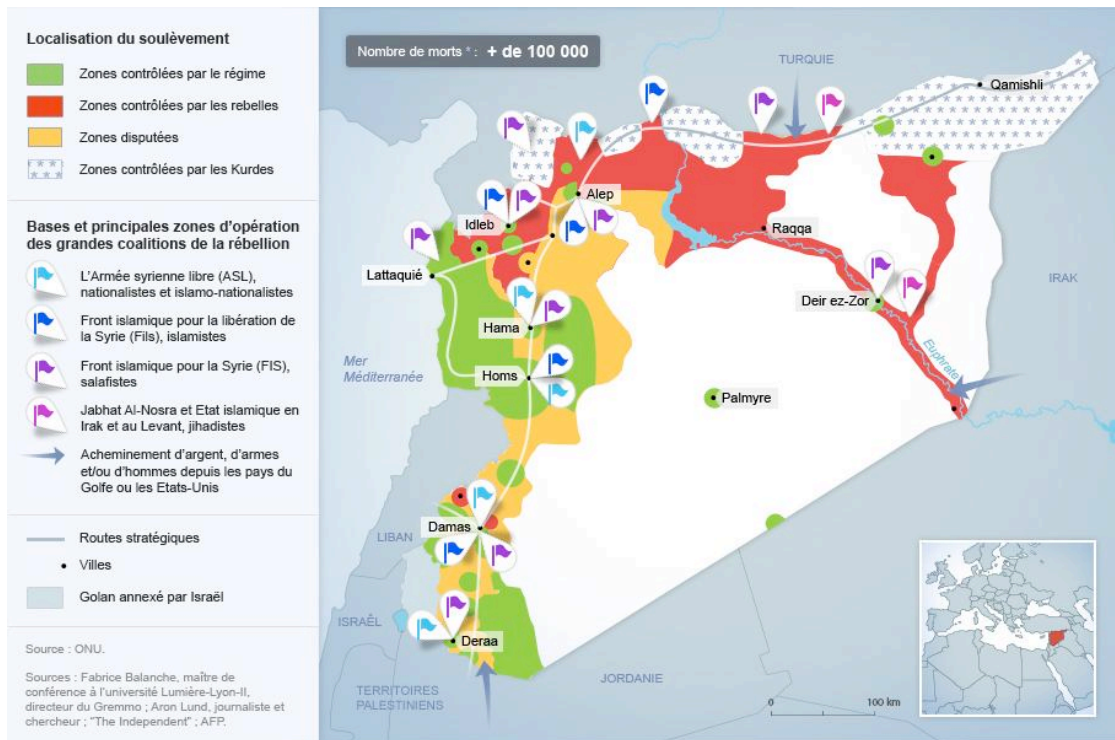 Localisation du soulèvement
Zones contrôlées par le régime
Zones contrôlées par les rebelles
Zones disputées
Zones contrôlées par les Kurdes
Bases et principales zones d'opération
des grandes coalitions de la rébellion
L'Armée syrienne libre (ASL),
nationalistes et islamo-nationalistes
Front islamique pour la libération de
la Syrie (Fils), islamistes
Front islamique pour la Syrie (FIS),
salafistes
Jabhat Al-Nosra et Etat islamique en
Irak et au Levant, jihadistes
Acheminement d'argent, d'armes
et/ou d'hommes depuis les pays du
Golfe ou les Etats-Unis
Routes stratégiques
Villes
Golan annexé par Israël
Source : ONU.
Sources : Fabrice Balanche, maître de
conférence à l'université Lumière-Lyon-II,
directeur du Gremmo ; Aron Lund, journaliste et
chercheur ; "The Independent" ; AFP.
Nombre de morts * : + de 100 000
TURQUIE
Qamishli
Alep
Idleb
Raqqa
Lattaquié
IRAK
Deir ez-Zor
Hama
Euphrate
Mer
Méditerranée
Homs
Palmyre
Damas
LIBAN
ISRAËL
Deraa
JORDANIE
TERRITOIRES
PALESTINIENS
0
100 km